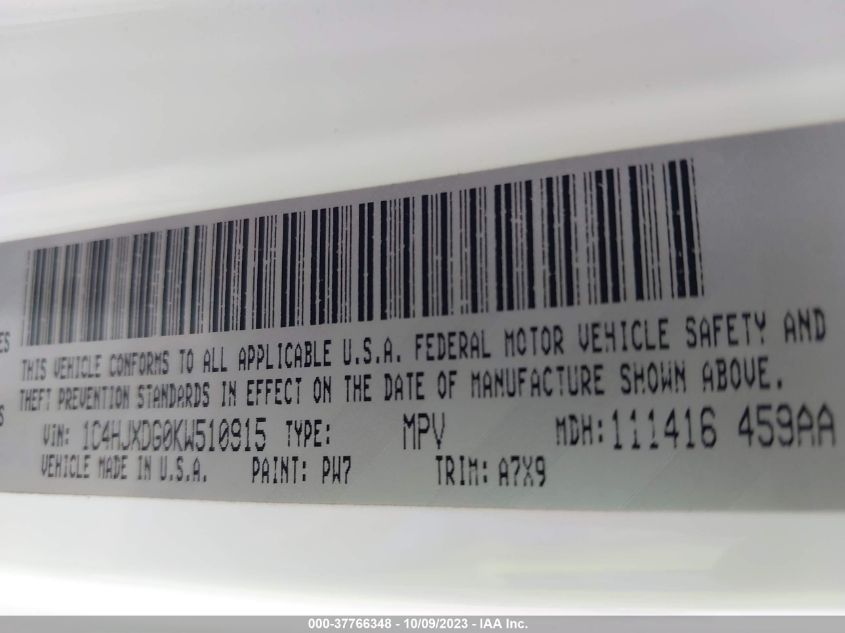 ES
THIS VEHICLE CONFORMS TO ALL APPLICABLE U.S.A. FEDERAL MOTOR VEHICLE SAFETY AND
THEFT PREVENTION STANDARDS IN EFFECT ON THE DATE OF MANUFACTURE SHOWN ABOVE.
S
VIN: 1C4HJXDG0KW510915 TYPE: MPV MDH: 111416 459AA
VEHICLE MADE IN U.S.A. PAINT: PW7 TRIM: A7X9
000-37766348 - 10/09/2023 - IAA Inc.